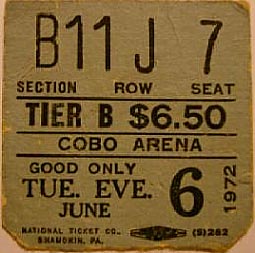 B11 J 7
SECTION ROW SEAT
TIER B $6.50
COBO ARENA
GOOD ONLY
TUE. EVE. 6 1972
JUNE
NATIONAL TICKET CO. (S)282
SHAMOKIN, PA.